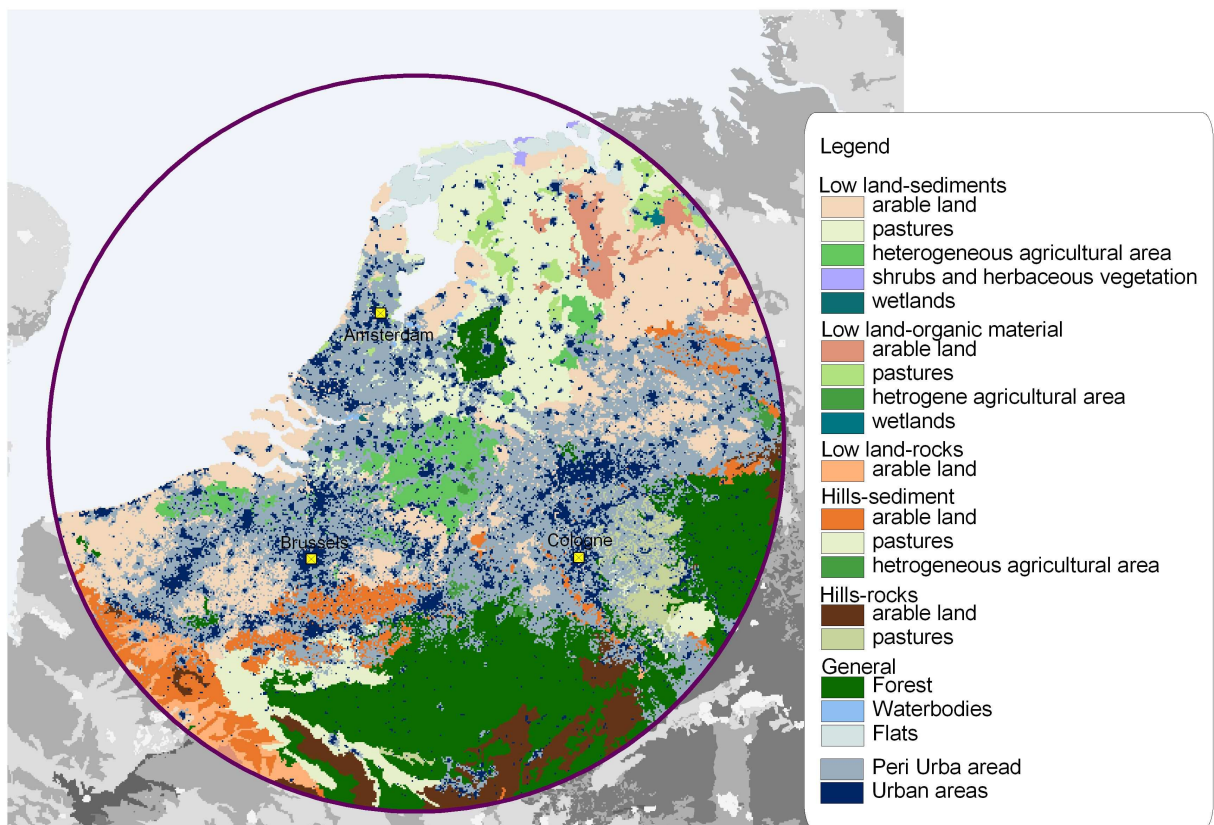 Amsterdam
Brussels
Cologne
Legend
Low land-sediments
arable land
pastures
heterogeneous agricultural area
shrubs and herbaceous vegetation
wetlands
Low land-organic material
arable land
pastures
hetrogene agricultural area
wetlands
Low land-rocks
arable land
Hills-sediment
arable land
pastures
hetrogeneous agricultural area
Hills-rocks
arable land
pastures
General
Forest
Waterbodies
Flats
Peri Urba aread
Urban areas